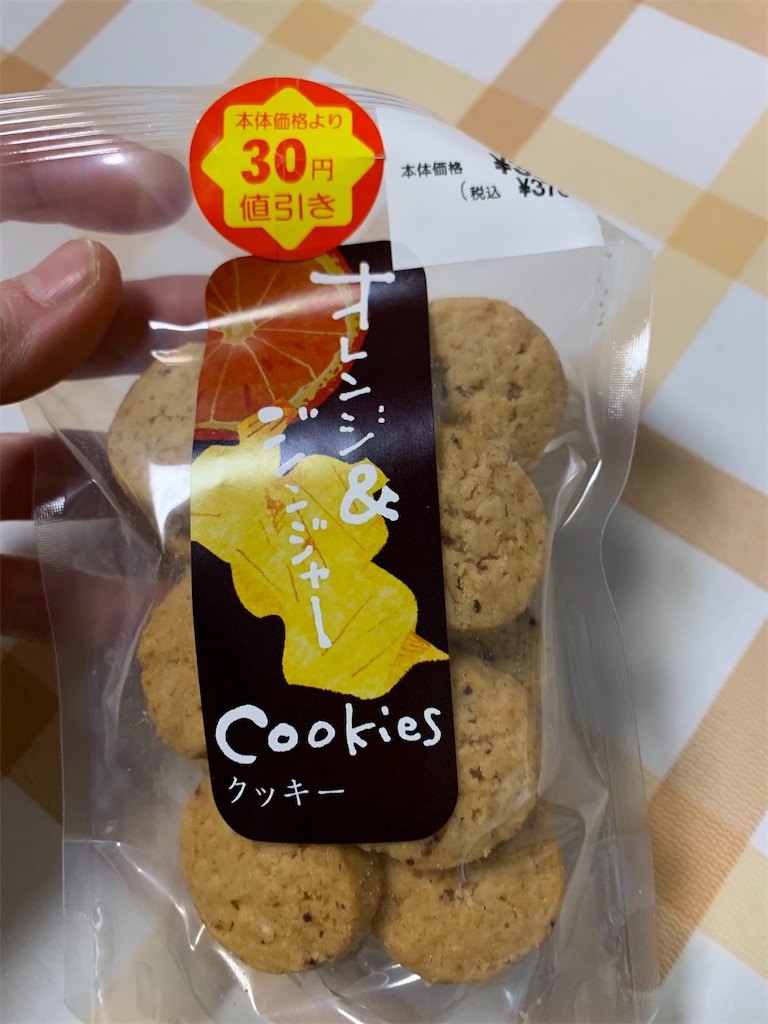 本体価格より
30円
値引き
本体価格
(税込
オレンジ&
ジンジャー
Cookies
クッキー